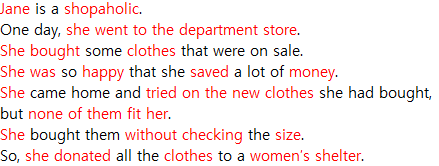 Jane is a shopaholic.
One day, she went to the department store.
She bought some clothes that were on sale.
She was so happy that she saved a lot of money.
She came home and tried on the new clothes she had bought,
but none of them fit her.
She bought them without checking the size.
So, she donated all the clothes to a women's shelter.